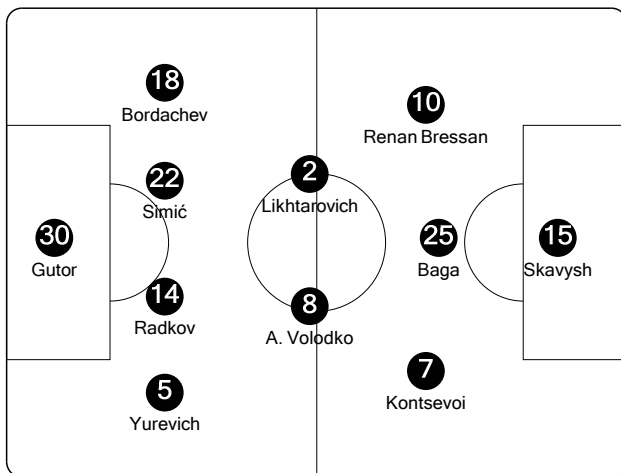 18
Bordachev
10
Renan Bressan
22
Simić
2
Likhtarovich
30
Gutor
25
Baga
15
Skavysh
14
Radkov
8
A. Volodko
7
Kontsevoi
5
Yurevich